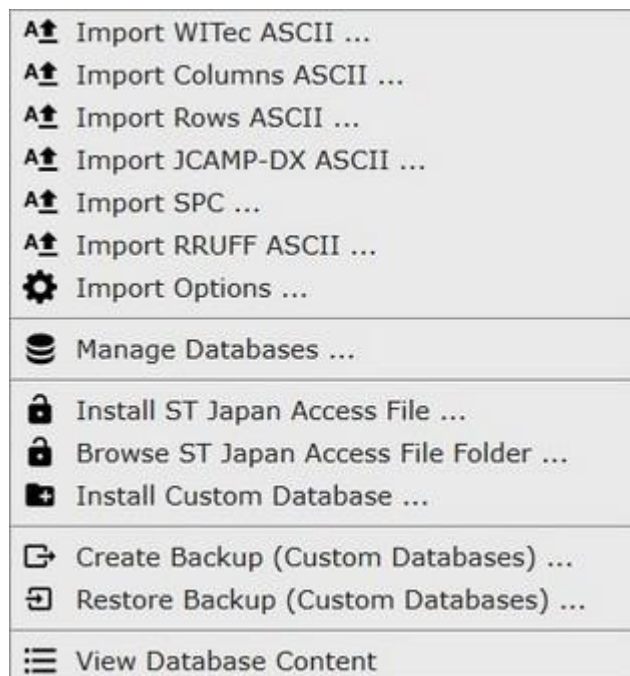 Import WITec ASCII ...
Import Columns ASCII ...
Import Rows ASCII ...
Import JCAMP-DX ASCII ...
Import SPC ...
Import RRUFF ASCII ...
Import Options ...
Manage Databases ...
Install ST Japan Access File ...
Browse ST Japan Access File Folder ...
Install Custom Database ...
Create Backup (Custom Databases) ...
Restore Backup (Custom Databases) ...
View Database Content